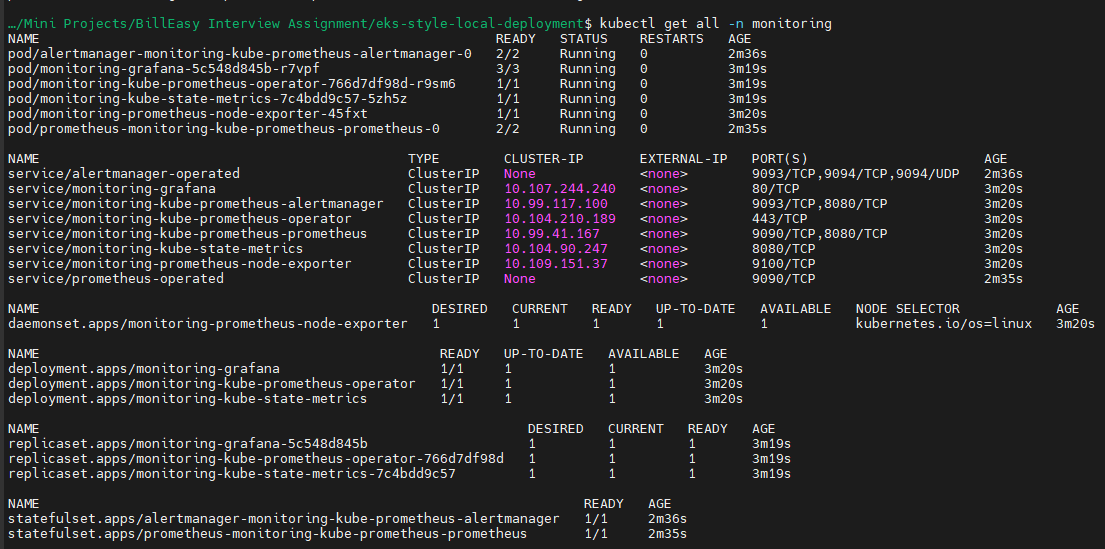 …/Mini Projects/BillEasy Interview Assignment/eks-style-local-deployment$ kubectl get all -n monitoring
NAME READY STATUS RESTARTS AGE
pod/alertmanager-monitoring-kube-prometheus-alertmanager-0 2/2 Running 0 2m36s
pod/monitoring-grafana-5c548d845b-r7vpf 3/3 Running 0 3m19s
pod/monitoring-kube-prometheus-operator-766d7df98d-r9sm6 1/1 Running 0 3m19s
pod/monitoring-kube-state-metrics-7c4bdd9c57-5zh5z 1/1 Running 0 3m19s
pod/monitoring-prometheus-node-exporter-45fxt 1/1 Running 0 3m20s
pod/prometheus-monitoring-kube-prometheus-prometheus-0 2/2 Running 0 2m35s
NAME TYPE CLUSTER-IP EXTERNAL-IP PORT(S) AGE
service/alertmanager-operated ClusterIP None <none> 9093/TCP,9094/TCP,9094/UDP 2m36s
service/monitoring-grafana ClusterIP 10.107.244.240 <none> 80/TCP 3m20s
service/monitoring-kube-prometheus-alertmanager ClusterIP 10.99.117.100 <none> 9093/TCP,8080/TCP 3m20s
service/monitoring-kube-prometheus-operator ClusterIP 10.104.210.189 <none> 443/TCP 3m20s
service/monitoring-kube-prometheus-prometheus ClusterIP 10.99.41.167 <none> 9090/TCP,8080/TCP 3m20s
service/monitoring-kube-state-metrics ClusterIP 10.104.90.247 <none> 8080/TCP 3m20s
service/monitoring-prometheus-node-exporter ClusterIP 10.109.151.37 <none> 9100/TCP 3m20s
service/prometheus-operated ClusterIP None <none> 9090/TCP 2m35s
NAME DESIRED CURRENT READY UP-TO-DATE AVAILABLE NODE SELECTOR AGE
daemonset.apps/monitoring-prometheus-node-exporter 1 1 1 1 1 kubernetes.io/os=linux 3m20s
NAME READY UP-TO-DATE AVAILABLE AGE
deployment.apps/monitoring-grafana 1/1 1 1 3m20s
deployment.apps/monitoring-kube-prometheus-operator 1/1 1 1 3m20s
deployment.apps/monitoring-kube-state-metrics 1/1 1 1 3m20s
NAME DESIRED CURRENT READY AGE
replicaset.apps/monitoring-grafana-5c548d845b 1 1 1 3m19s
replicaset.apps/monitoring-kube-prometheus-operator-766d7df98d 1 1 1 3m19s
replicaset.apps/monitoring-kube-state-metrics-7c4bdd9c57 1 1 1 3m19s
NAME READY AGE
statefulset.apps/alertmanager-monitoring-kube-prometheus-alertmanager 1/1 2m36s
statefulset.apps/prometheus-monitoring-kube-prometheus-prometheus 1/1 2m35s